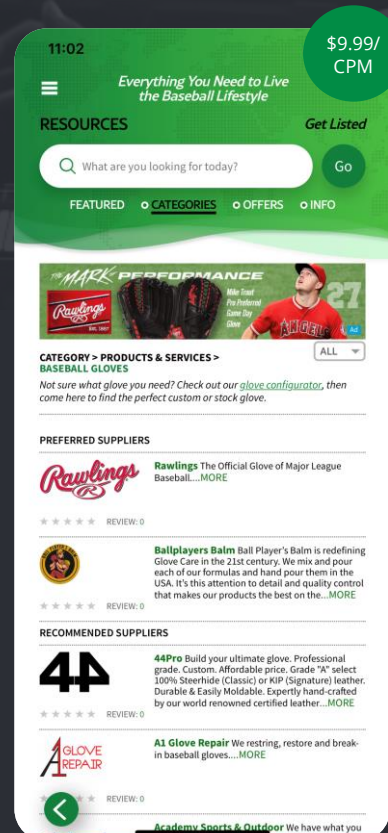 $9.99/
CPM
11:02
Everything You Need to Live
the Baseball Lifestyle
RESOURCES
Get Listed
What are you looking for today?
Go
FEATURED
CATEGORIES
OFFERS
INFO
THE MARK OF PERFORMANCE
Rawlings
EST. 1887
Mike Trout
Pro Preferred
Game Day
Glove
ANGELS
27
Ad
CATEGORY > PRODUCTS & SERVICES >
BASEBALL GLOVES
ALL
Not sure what glove you need? Check out our glove configurator, then
come here to find the perfect custom or stock glove.
PREFERRED SUPPLIERS
Rawlings
R
Rawlings The Official Glove of Major League
Baseball....MORE
REVIEW: 0
Ballplayers Balm Ball Player's Balm is redefining
Glove Care in the 21st century. We mix and pour
each of our formulas and hand pour them in the
USA. It's this attention to detail and quality control
that makes our products the best on the...MORE
REVIEW: 0
RECOMMENDED SUPPLIERS
44
44Pro Build your ultimate glove. Professional
grade. Custom. Affordable price. Grade "A" select
100% Steerhide (Classic) or KIP (Signature) leather.
Durable & Easily Moldable. Expertly hand-crafted
by our world renowned certified leather...MORE
REVIEW: 0
A1 GLOVE
REPAIR
A1 Glove Repair We restring, restore and break-
in baseball gloves....MORE
REVIEW: 0
Academy Sports & Outdoor We have what you